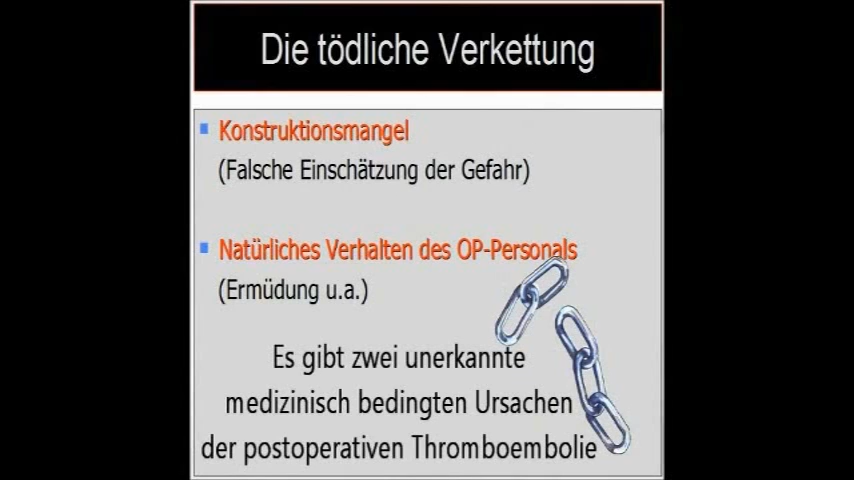 Die tödliche Verkettung
Konstruktionsmangel
(Falsche Einschätzung der Gefahr)
Natürliches Verhalten des OP-Personals
(Ermüdung u.a.)
Es gibt zwei unerkannte
medizinisch bedingten Ursachen
der postoperativen Thromboembolie